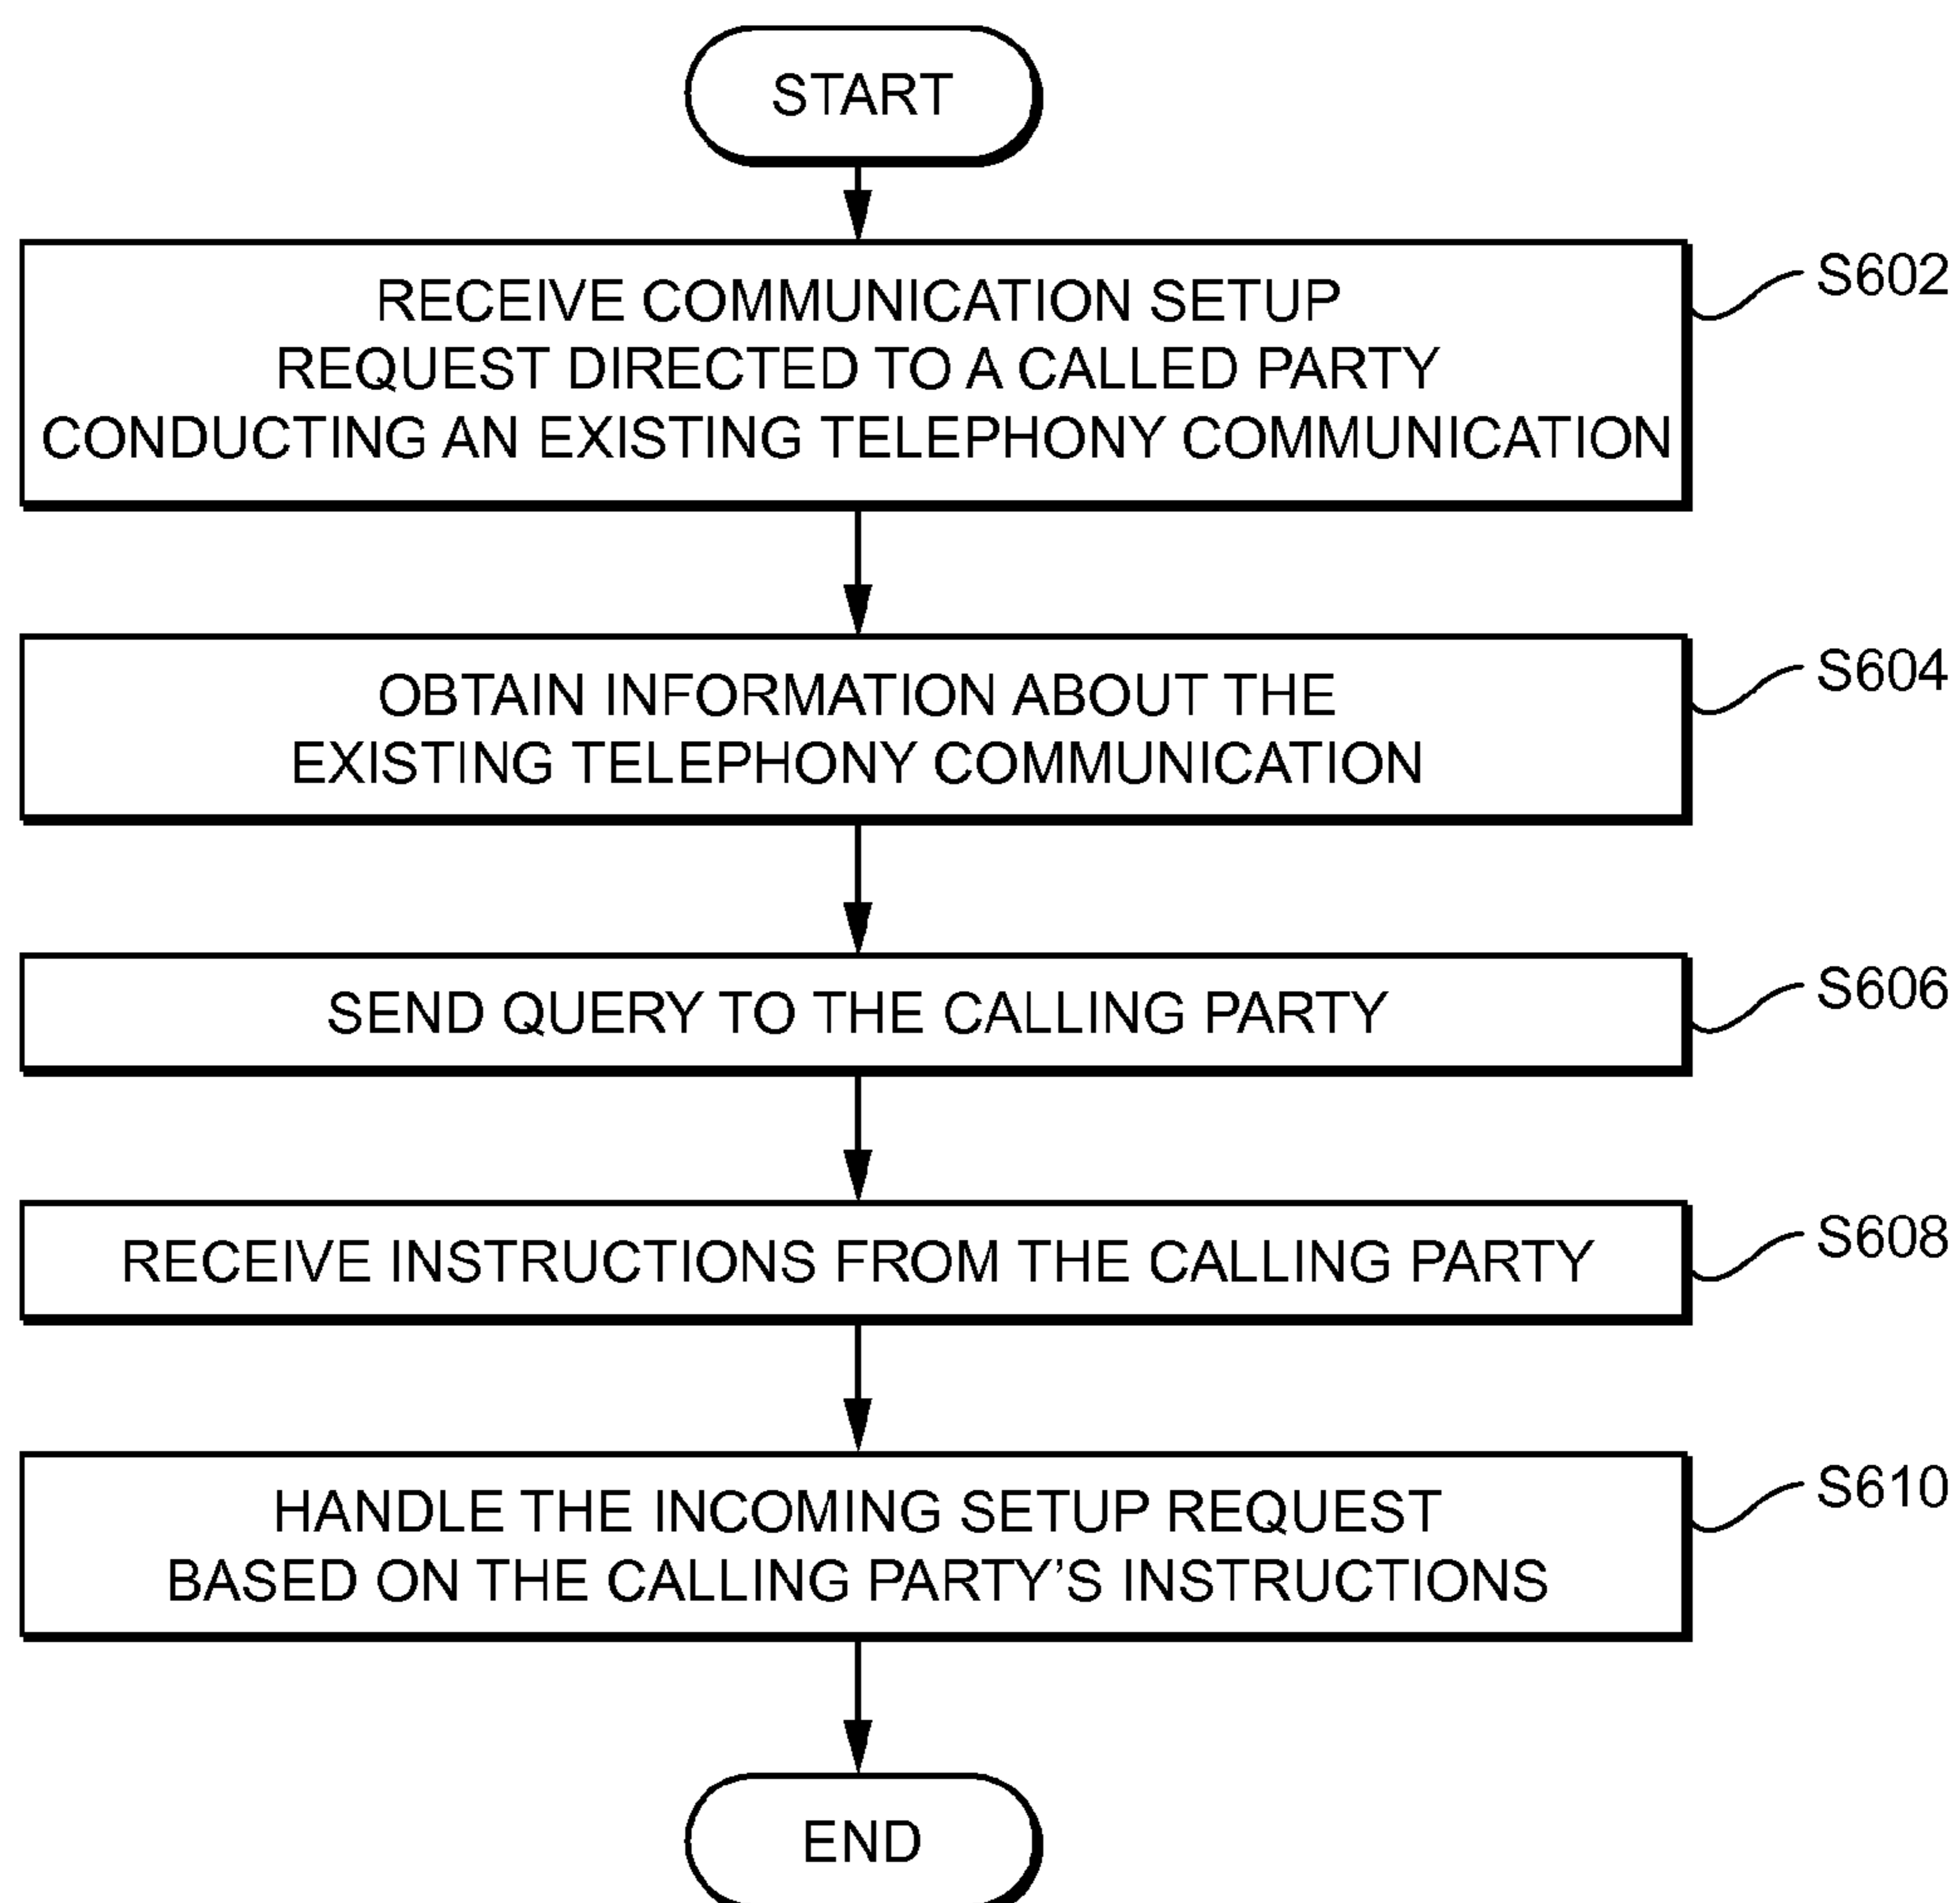 START
RECEIVE COMMUNICATION SETUP
REQUEST DIRECTED TO A CALLED PARTY
CONDUCTING AN EXISTING TELEPHONY COMMUNICATION
S602
OBTAIN INFORMATION ABOUT THE
EXISTING TELEPHONY COMMUNICATION
S604
SEND QUERY TO THE CALLING PARTY
S606
RECEIVE INSTRUCTIONS FROM THE CALLING PARTY
S608
HANDLE THE INCOMING SETUP REQUEST
BASED ON THE CALLING PARTY'S INSTRUCTIONS
S610
END